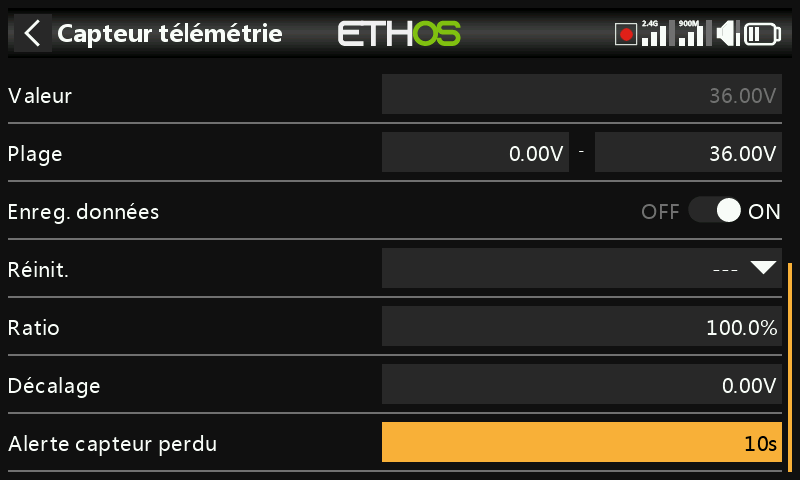 Capteur télémétrie ETHOS 2.4G 900M
Valeur 36.00V
Plage 0.00V - 36.00V
Enreg. données OFF ON
Réinit. ---
Ratio 100.0%
Décalage 0.00V
Alerte capteur perdu 10s